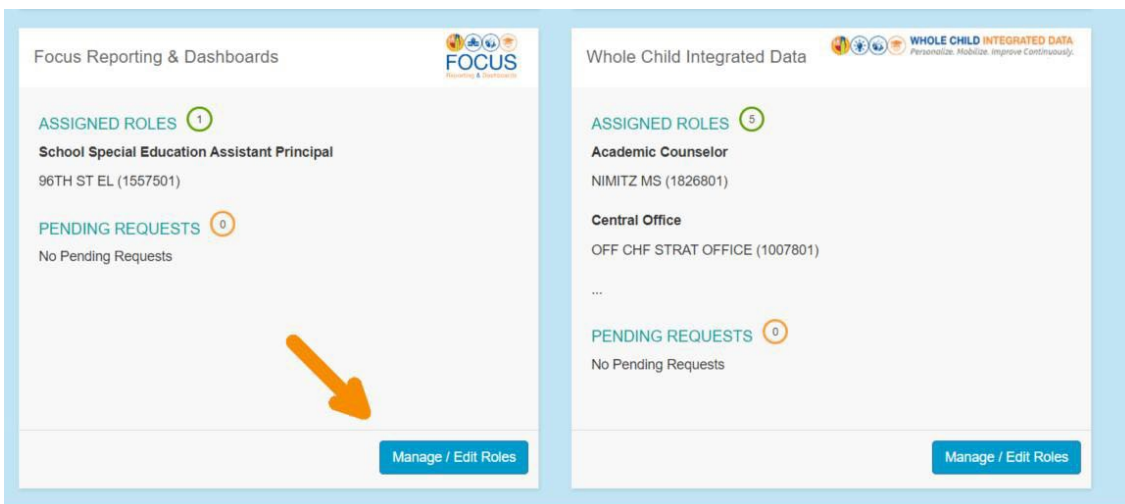 Focus Reporting & Dashboards
FOCUS
Reporting & Dashboards
ASSIGNED ROLES 1
School Special Education Assistant Principal
96TH ST EL (1557501)
PENDING REQUESTS 0
No Pending Requests
Manage / Edit Roles
Whole Child Integrated Data
WHOLE CHILD INTEGRATED DATA
Personalize. Mobilize. Improve Continuously.
ASSIGNED ROLES 5
Academic Counselor
NIMITZ MS (1826801)
Central Office
OFF CHF STRAT OFFICE (1007801)
...
PENDING REQUESTS 0
No Pending Requests
Manage / Edit Roles